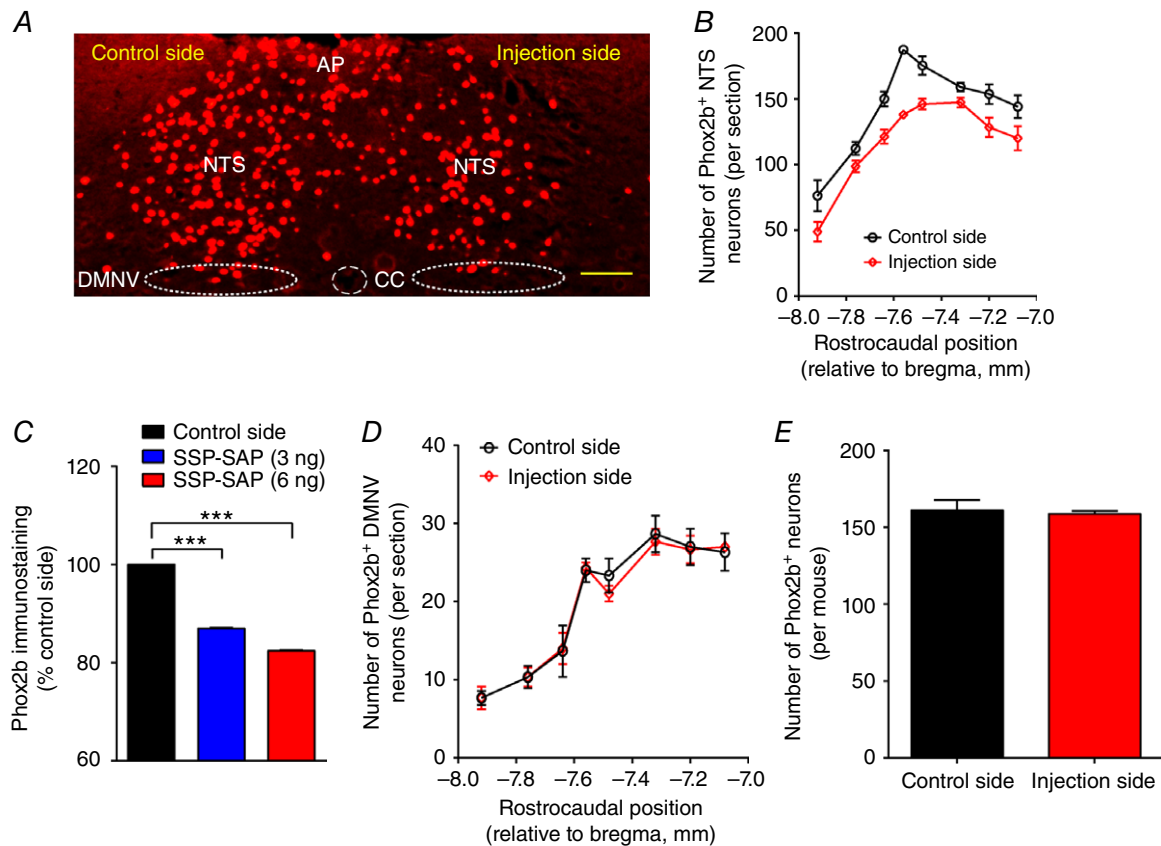 A
Control side
Injection side
AP
NTS
NTS
DMNV
CC
B
Number of Phox2b⁺ NTS
neurons (per section)
200
150
100
50
0
Control side
Injection side
–8.0 –7.8 –7.6 –7.4 –7.2 –7.0
Rostrocaudal position
(relative to bregma, mm)
C
Control side
SSP-SAP (3 ng)
SSP-SAP (6 ng)
Phox2b immunostaining
(% control side)
120
100
80
60
***
***
D
Control side
Injection side
Number of Phox2b⁺ DMNV
neurons (per section)
40
30
20
10
0
–8.0 –7.8 –7.6 –7.4 –7.2 –7.0
Rostrocaudal position
(relative to bregma, mm)
E
Number of Phox2b⁺ neurons
(per mouse)
200
150
100
50
0
Control side Injection side